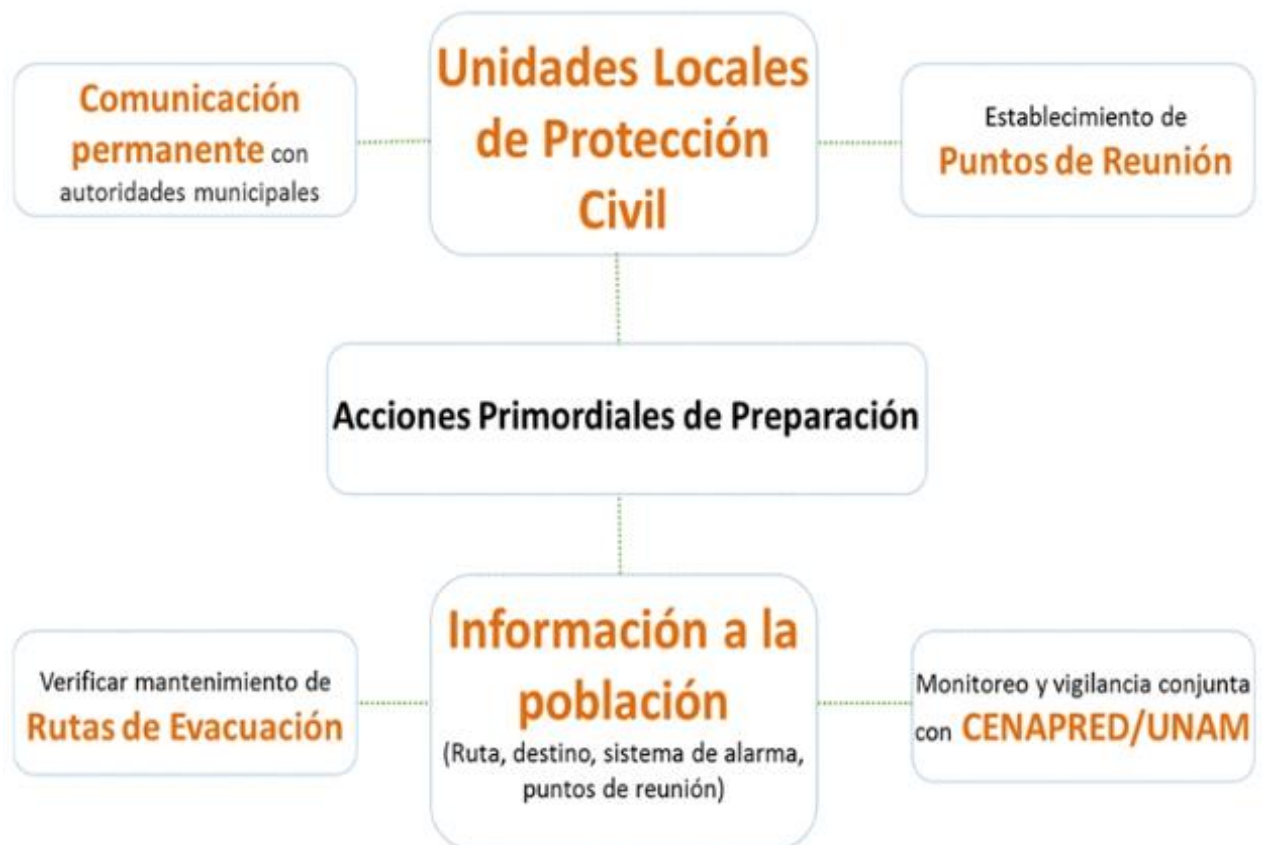 Comunicación
permanente con
autoridades municipales
Unidades Locales
de Protección
Civil
Establecimiento de
Puntos de Reunión
Acciones Primordiales de Preparación
Verificar mantenimiento de
Rutas de Evacuación
Información a la
población
(Ruta, destino, sistema de alarma,
puntos de reunión)
Monitoreo y vigilancia conjunta
con CENAPRED/UNAM